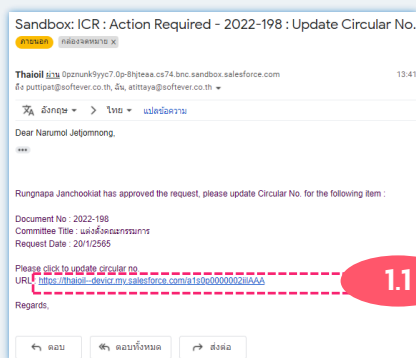 Sandbox: ICR : Action Required - 2022-198 : Update Circular No.
ภายนอก กล่องจดหมาย x
Thaioil ผ่าน 0pznunk9yyc7.0p-8hjteaa.cs74.bnc.sandbox.salesforce.com 13:41
ถึง puttipat@softever.co.th, ฉัน, atittaya@softever.co.th
อังกฤษ > ไทย แปลข้อความ
Dear Narumol Jetjomnong,
•••
Rungnapa Janchookiat has approved the request, please update Circular No. for the following item :
Document No : 2022-198
Committee Title : แต่งตั้งคณะกรรมการ
Request Date : 20/1/2565
Please click to update circular no.
URL: https://thaioil--devicr.my.salesforce.com/a1s0p0000002iilAAA
1.1
Regards,
ตอบ ตอบทั้งหมด ส่งต่อ